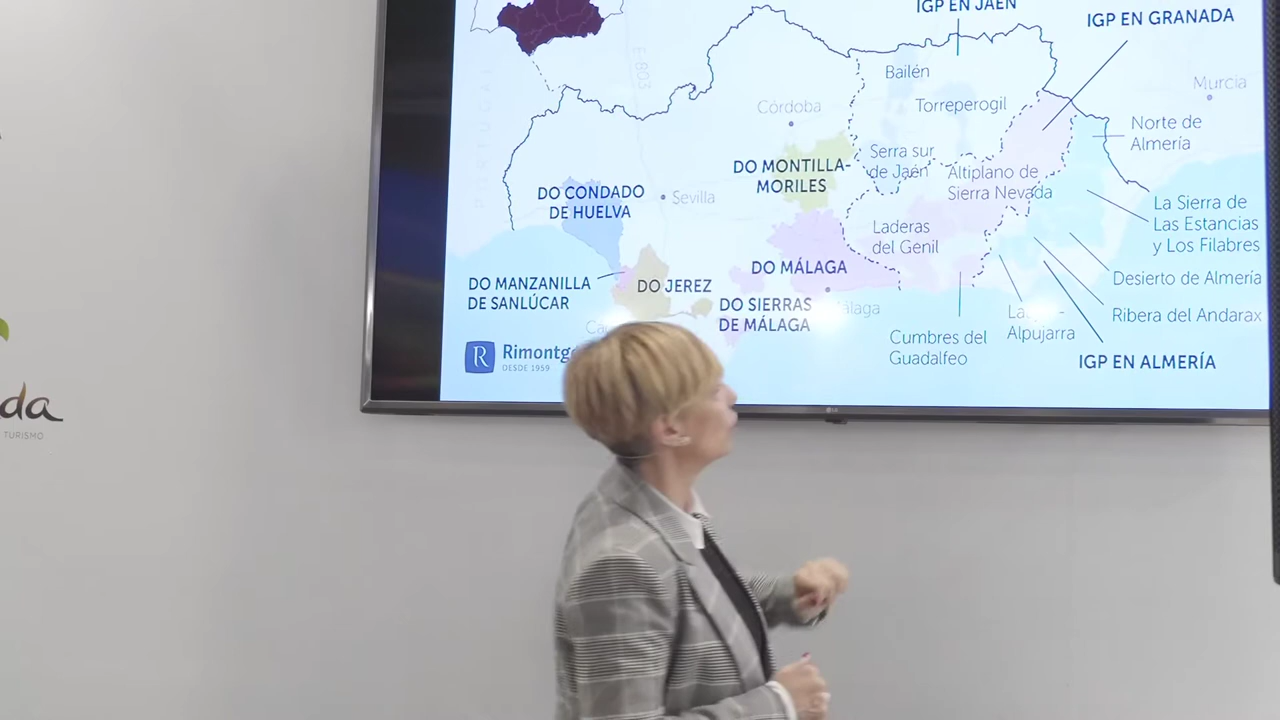 IGP EN JAÉN
IGP EN GRANADA
PORTUGAL
E-803
Bailén
Murcia
Córdoba
Torreperogil
Norte de
Almería
Serra sur
de Jaén
Altiplano de
Sierra Nevada
DO MONTILLA-
MORILES
DO CONDADO
DE HUELVA
Sevilla
La Sierra de
Las Estancias
y Los Filabres
Laderas
del Genil
DO MÁLAGA
DO MANZANILLA
DE SANLÚCAR
DO JEREZ
Desierto de Almería
DO SIERRAS
DE MÁLAGA
Ribera del Andarax
Alpujarra
Cumbres del
Guadalfeo
IGP EN ALMERÍA
R
DESDE 1959
LG
da
TURISMO